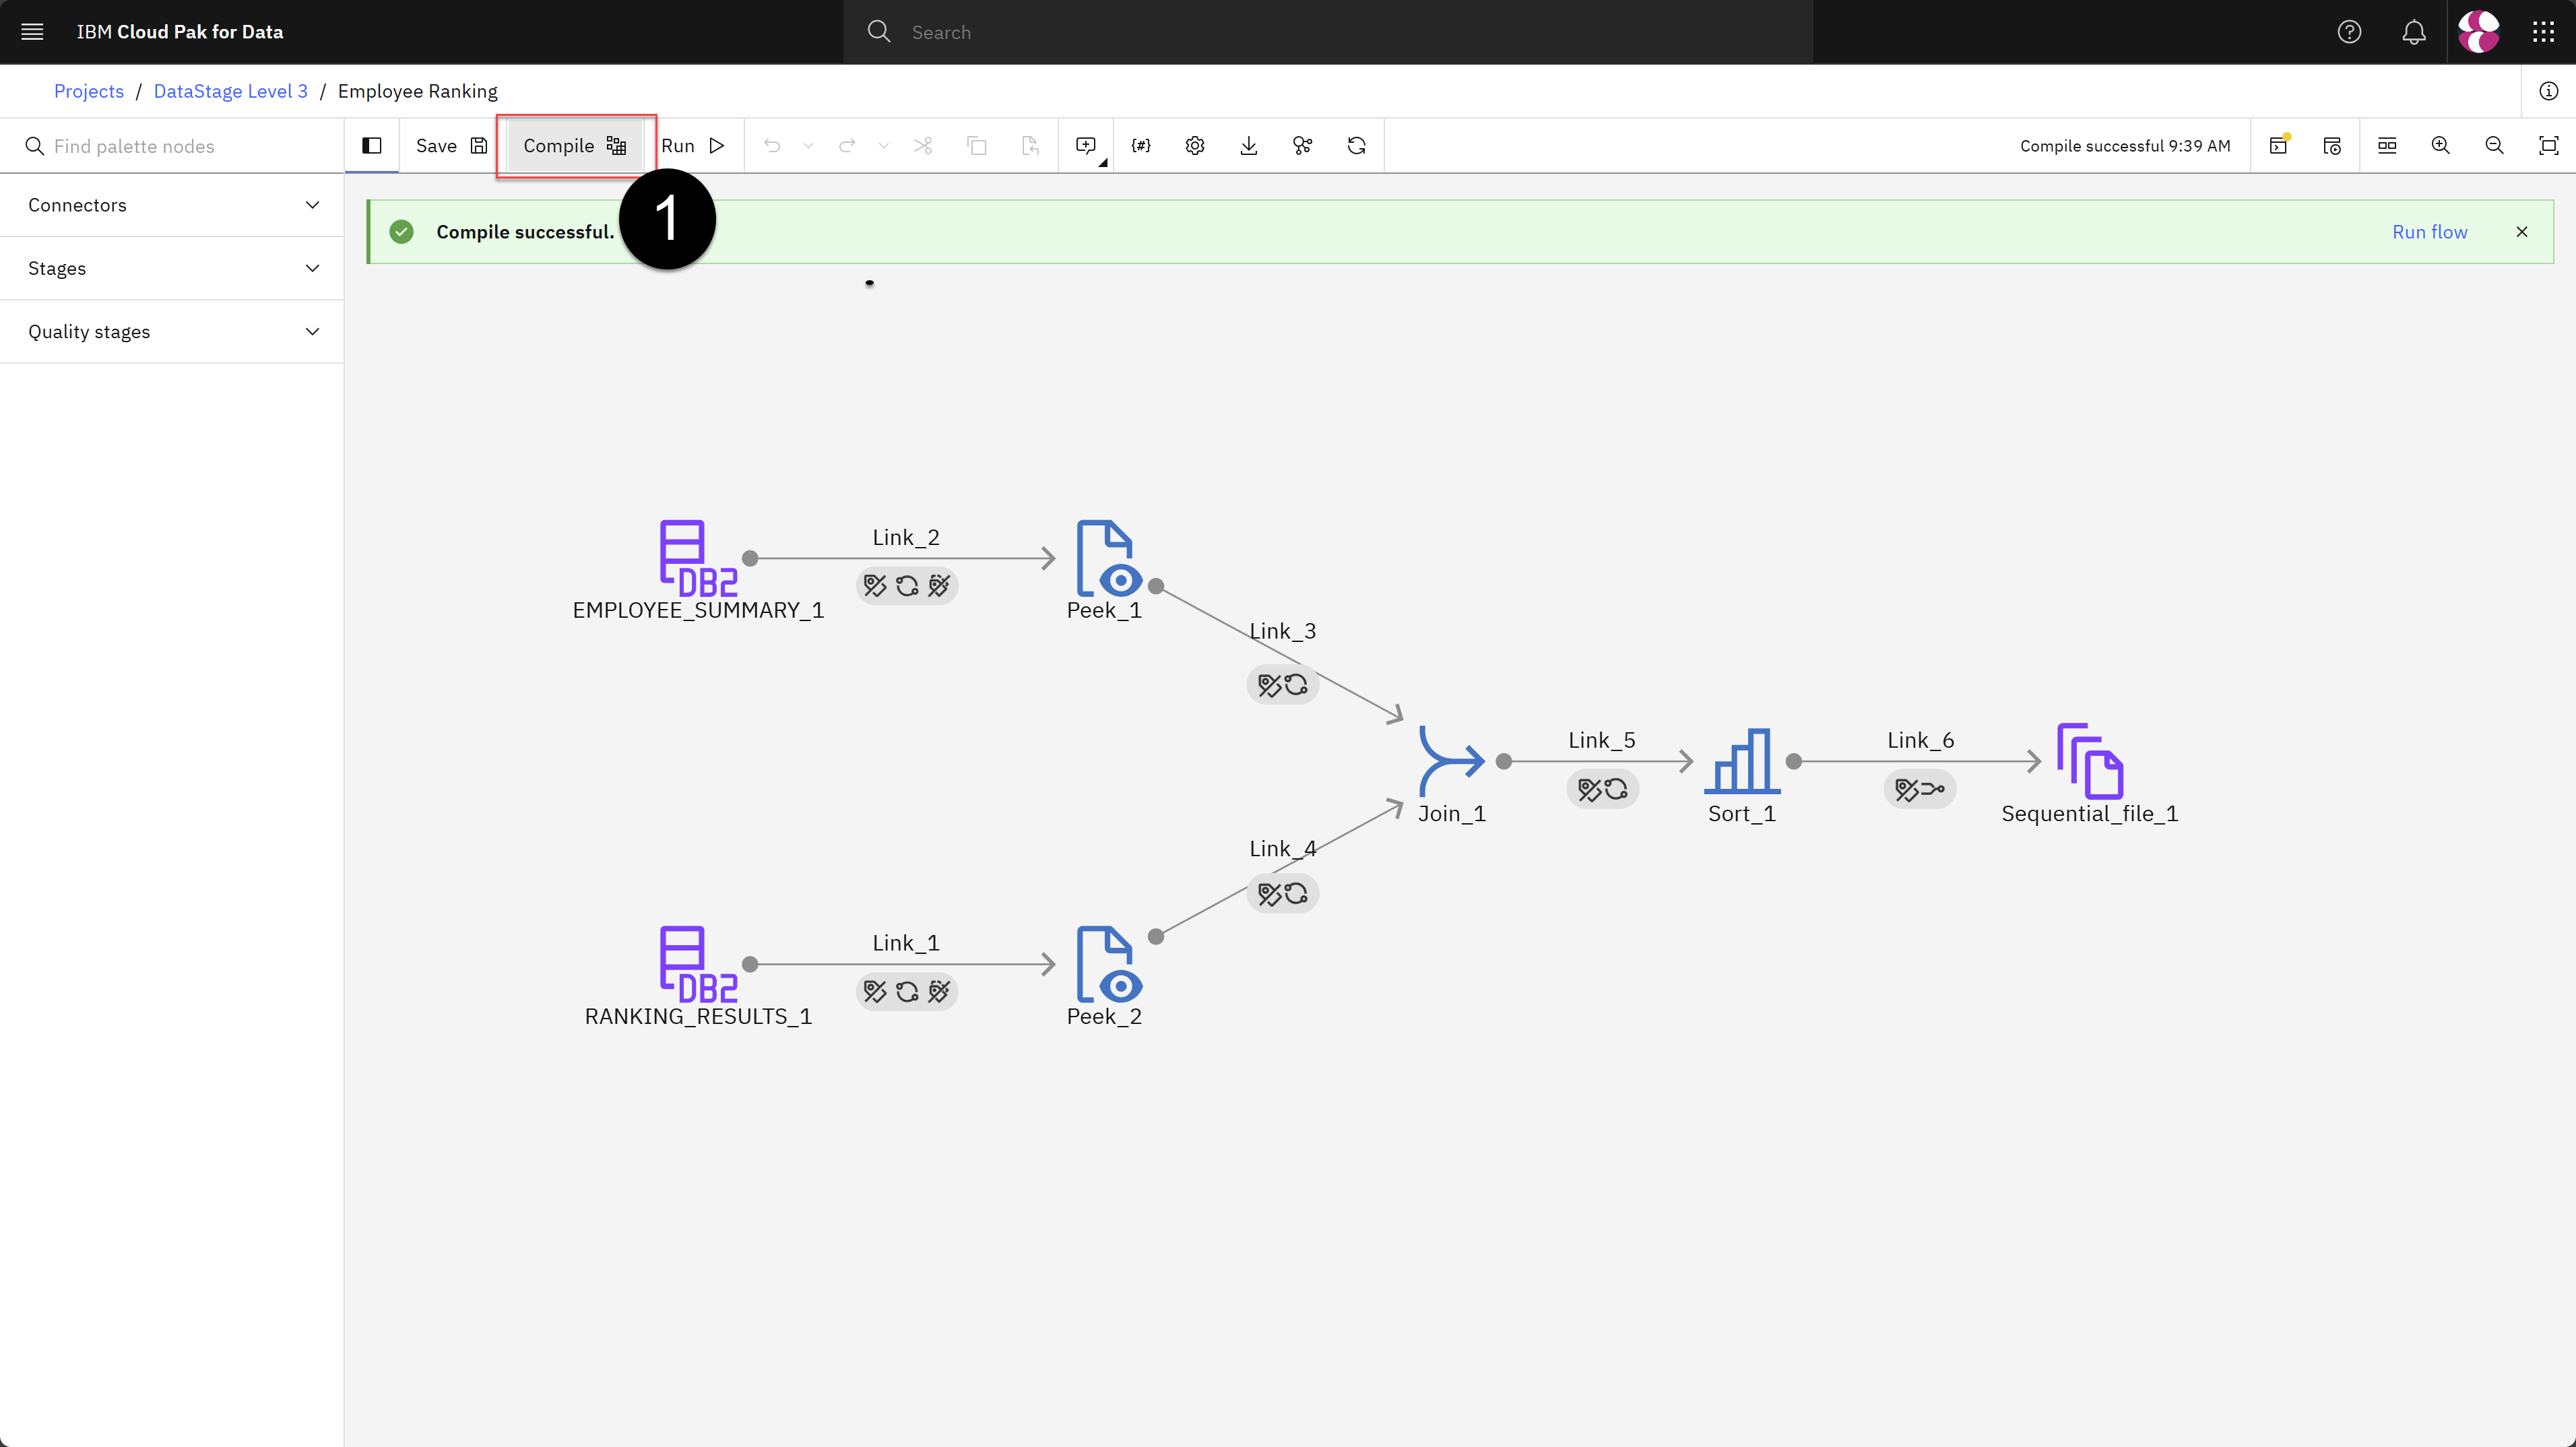 IBM Cloud Pak for Data
Search
Projects / DataStage Level 3 / Employee Ranking
Find palette nodes
Save
Compile
Run
{#}
Compile successful 9:39 AM
Connectors
Stages
Quality stages
Compile successful.
1
Run flow
Link_2
DB2
EMPLOYEE_SUMMARY_1
Peek_1
Link_3
Link_5
Link_6
Join_1
Sort_1
Sequential_file_1
Link_4
Link_1
DB2
RANKING_RESULTS_1
Peek_2